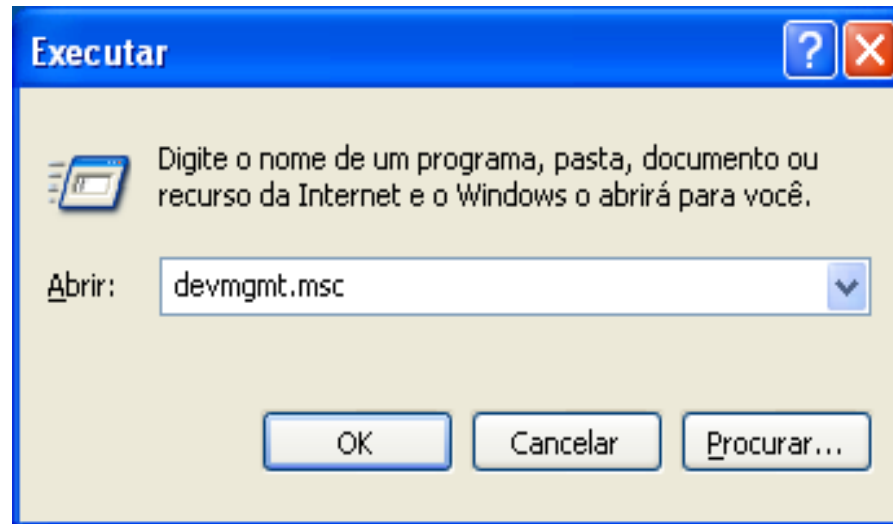 Executar
Digite o nome de um programa, pasta, documento ou
recurso da Internet e o Windows o abrirá para você.
Abrir: devmgmt.msc
OK Cancelar Procurar...